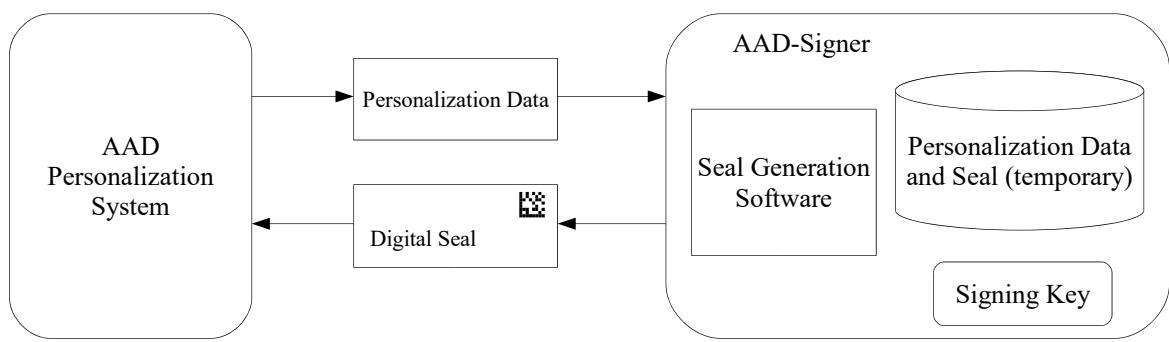 AAD
Personalization
System
Personalization Data
Digital Seal
AAD-Signer
Seal Generation
Software
Personalization Data
and Seal (temporary)
Signing Key